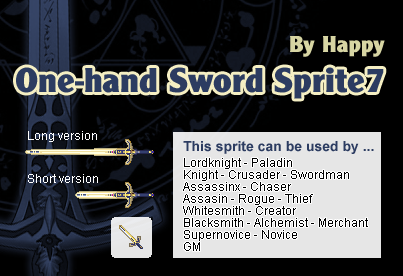 By Happy
One-hand Sword Sprite7
Long version
Short version
This sprite can be used by ...
Lordknight - Paladin
Knight - Crusader - Swordman
Assassinx - Chaser
Assasin - Rogue - Thief
Whitesmith - Creator
Blacksmith - Alchemist - Merchant
Supernovice - Novice
GM